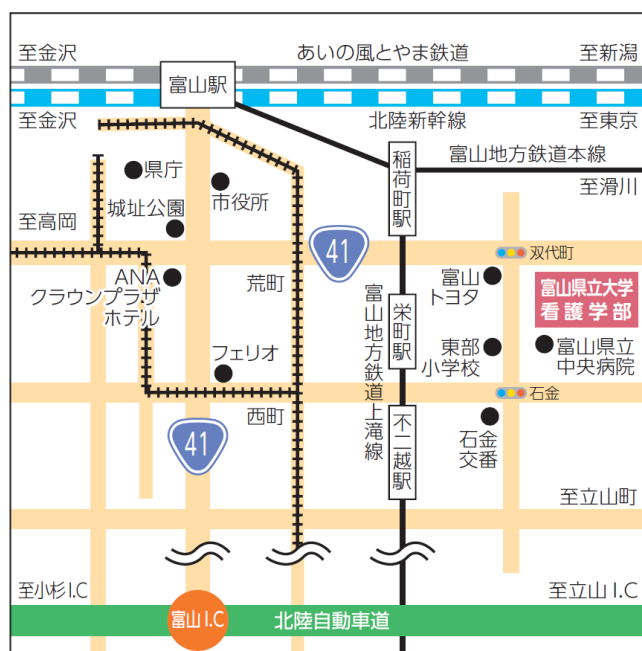 至金沢
あいの風とやま鉄道
至新潟
富山駅
至金沢
北陸新幹線
至東京
稲荷町駅
富山地方鉄道本線
至滑川
県庁
市役所
城址公園
至高岡
41
双代町
ANA
クラウンプラザ
ホテル
荒町
富山
トヨタ
富山県立大学
看護学部
富山地方鉄道上滝線
栄町駅
東部
小学校
富山県立
中央病院
フェリオ
西町
石金
不二越駅
41
石金
交番
至立山町
至小杉I.C
至立山I.C
富山I.C
北陸自動車道